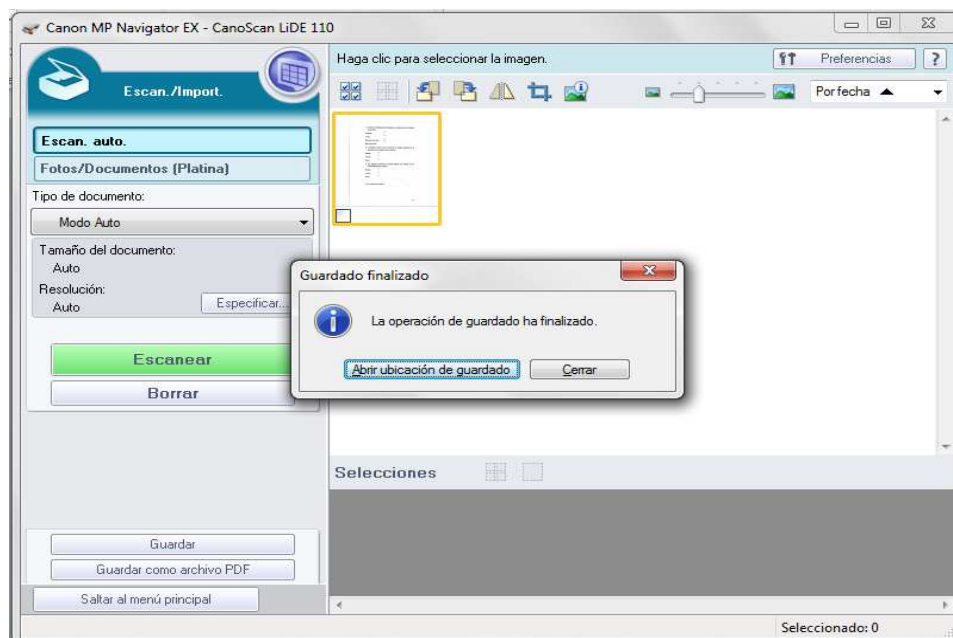 Canon MP Navigator EX - CanoScan LiDE 110
Escan./Import.
Escan. auto.
Fotos/Documentos (Platina)
Tipo de documento:
Modo Auto
Tamaño del documento:
Auto
Resolución:
Auto
Especificar...
Escanear
Borrar
Guardar
Guardar como archivo PDF
Saltar al menú principal
Haga clic para seleccionar la imagen.
Preferencias
?
Por fecha
Guardado finalizado
La operación de guardado ha finalizado.
Abrir ubicación de guardado
Cerrar
Selecciones
Seleccionado: 0